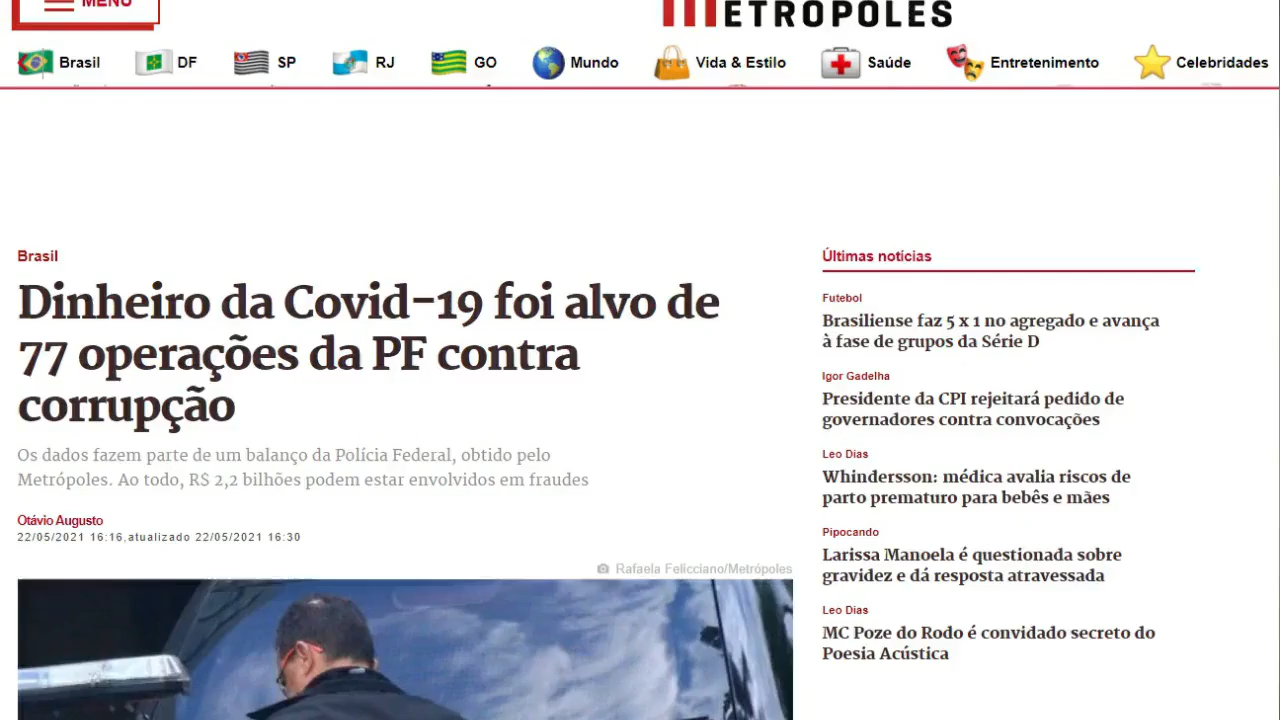 MENU
METRÓPOLES
Brasil DF SP RJ GO Mundo Vida & Estilo Saúde Entretenimento Celebridades
Brasil
Dinheiro da Covid-19 foi alvo de
77 operações da PF contra
corrupção
Os dados fazem parte de um balanço da Polícia Federal, obtido pelo
Metrópoles. Ao todo, R$ 2,2 bilhões podem estar envolvidos em fraudes
Otávio Augusto
22/05/2021 16:16,atualizado 22/05/2021 16:30
Rafaela Felicciano/Metrópoles
Últimas notícias
Futebol
Brasiliense faz 5 x 1 no agregado e avança
à fase de grupos da Série D
Igor Gadelha
Presidente da CPI rejeitará pedido de
governadores contra convocações
Leo Dias
Whindersson: médica avalia riscos de
parto prematuro para bebês e mães
Pipocando
Larissa Manoela é questionada sobre
gravidez e dá resposta atravessada
Leo Dias
MC Poze do Rodo é convidado secreto do
Poesia Acústica